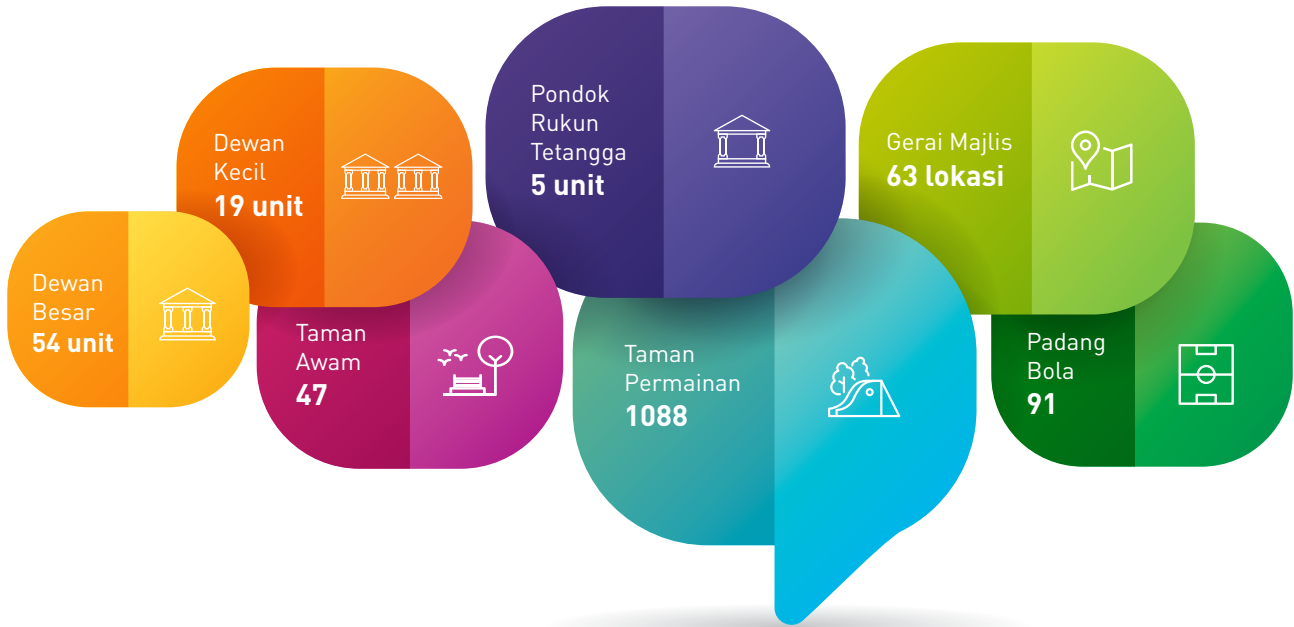 Dewan
Besar
54 unit
Dewan
Kecil
19 unit
Taman
Awam
47
Pondok
Rukun
Tetangga
5 unit
Taman
Permainan
1088
Gerai Majlis
63 lokasi
Padang
Bola
91